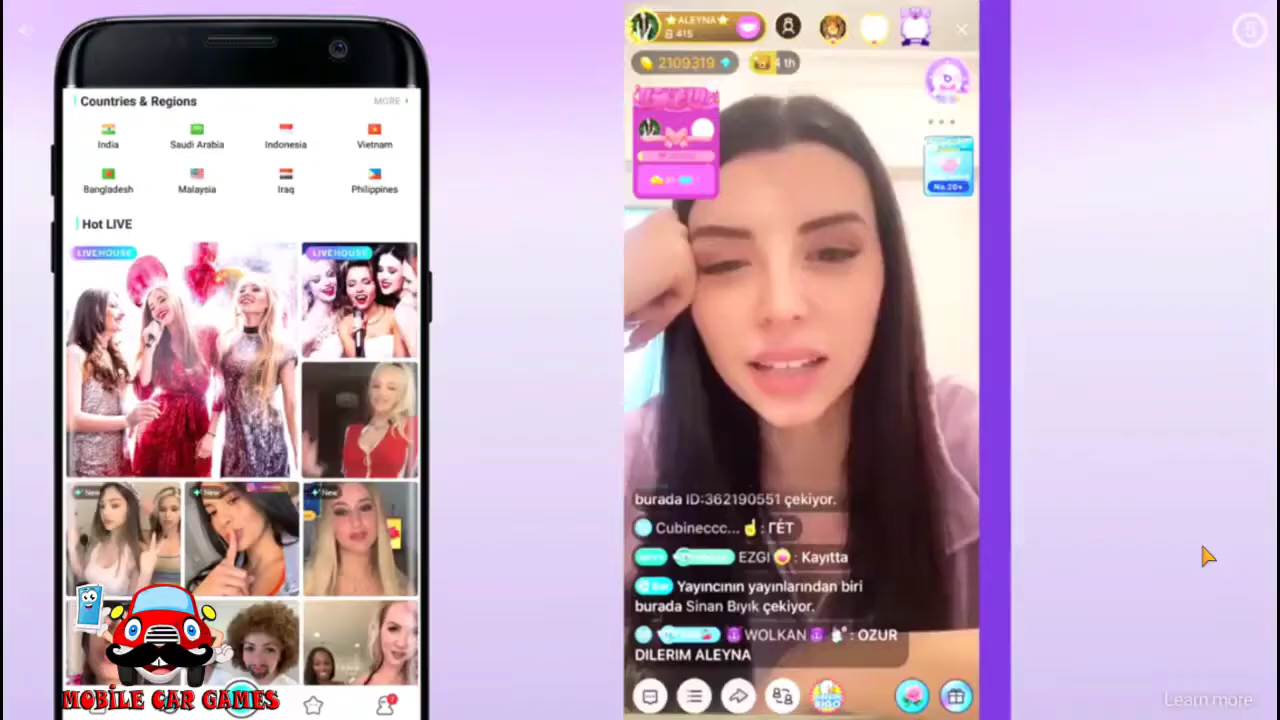 Countries & Regions
MORE
India
Saudi Arabia
Indonesia
Vietnam
Bangladesh
Malaysia
Iraq
Philippines
Hot LIVE
LIVEHOUSE
LIVEHOUSE
New
New
New
MOBILE CAR GAMES
ALEYNA
415
2109319
4 th
No.20+
burada ID:362190551 çekiyor.
Cubineccc... : ГÉT
EZGI : Kayıtta
Yayıncının yayınlarından biri
burada Sinan Bıyık çekiyor.
WOLKAN : OZUR
DILERIM ALEYNA
5
Learn more